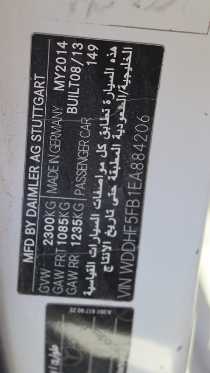 MFD BY DAIMLER AG STUTTGART
GVW 2300KG MADE IN GERMANY MY2014
GAW FR 1085KG BUILT08/13
GAW RR 1235KG PASSENGER CAR 149
هذه السيارة تطابق كل مواصفات السيارات القياسية
الخليجية/السعودية المطبقة حتى تاريخ الإنتاج
VIN WDDHF5FB1EA884206